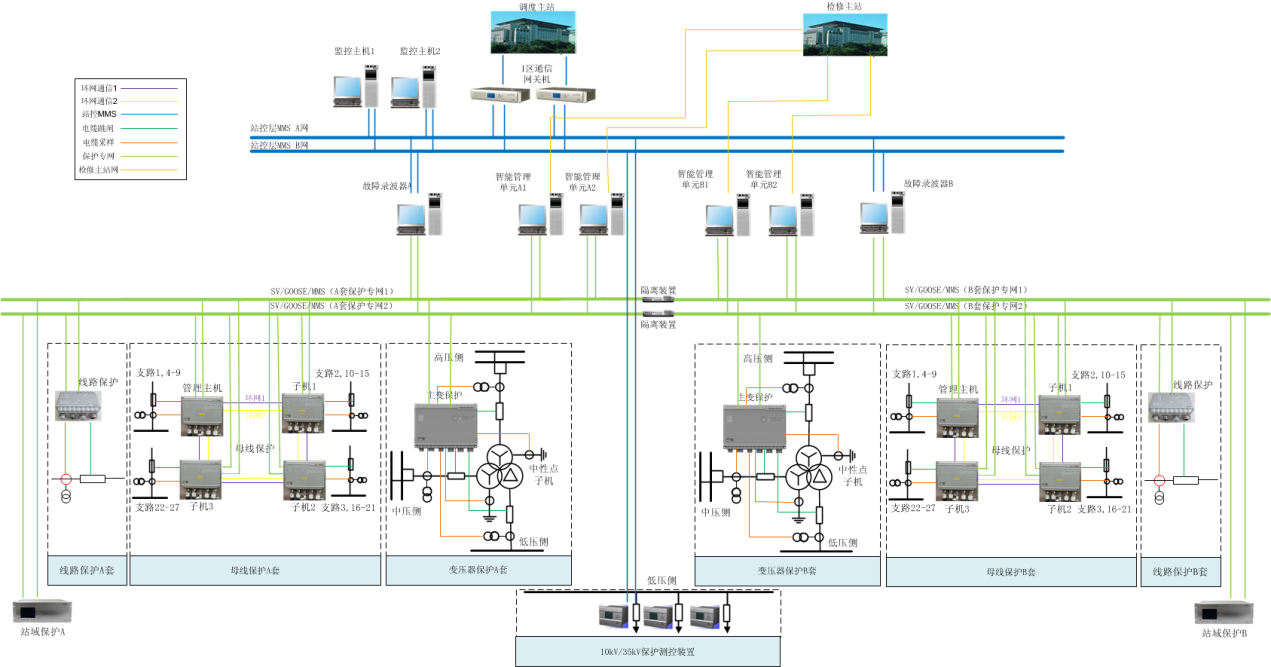 调度主站
检修主站
监控主机1
监控主机2
I区通信
网关机
环网通信1
环网通信2
站控MMS
电缆跳闸
电缆采样
保护专网
检修主站网
站控层MMS A网
站控层MMS B网
故障录波器A
智能管理
单元A1
智能管理
单元A2
智能管理
单元B1
智能管理
单元B2
故障录波器B
SV/GOOSE/MMS（A套保护专网1）
SV/GOOSE/MMS（A套保护专网2）
隔离装置
隔离装置
SV/GOOSE/MMS（B套保护专网1）
SV/GOOSE/MMS（B套保护专网2）
线路保护
支路1,4-9
管理主机
环网1
子机1
支路2,10-15
母线保护
支路22-27
子机3
子机2
支路3,16-21
高压侧
主变保护
中性点
子机
中压侧
低压侧
高压侧
主变保护
中性点
子机
中压侧
低压侧
支路1,4-9
管理主机
环网1
子机1
支路2,10-15
母线保护
支路22-27
子机3
子机2
支路3,16-21
线路保护
线路保护A套
母线保护A套
变压器保护A套
变压器保护B套
母线保护B套
线路保护B套
低压侧
站域保护A
10kV/35kV保护测控装置
站域保护B